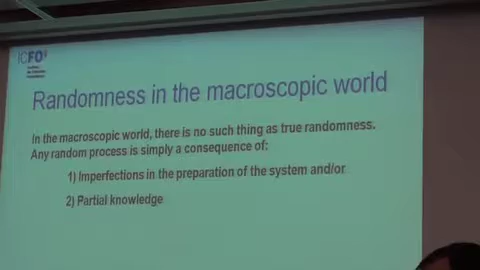 ICFO
Randomness in the macroscopic world
In the macroscopic world, there is no such thing as true randomness.
Any random process is simply a consequence of:
1) Imperfections in the preparation of the system and/or
2) Partial knowledge